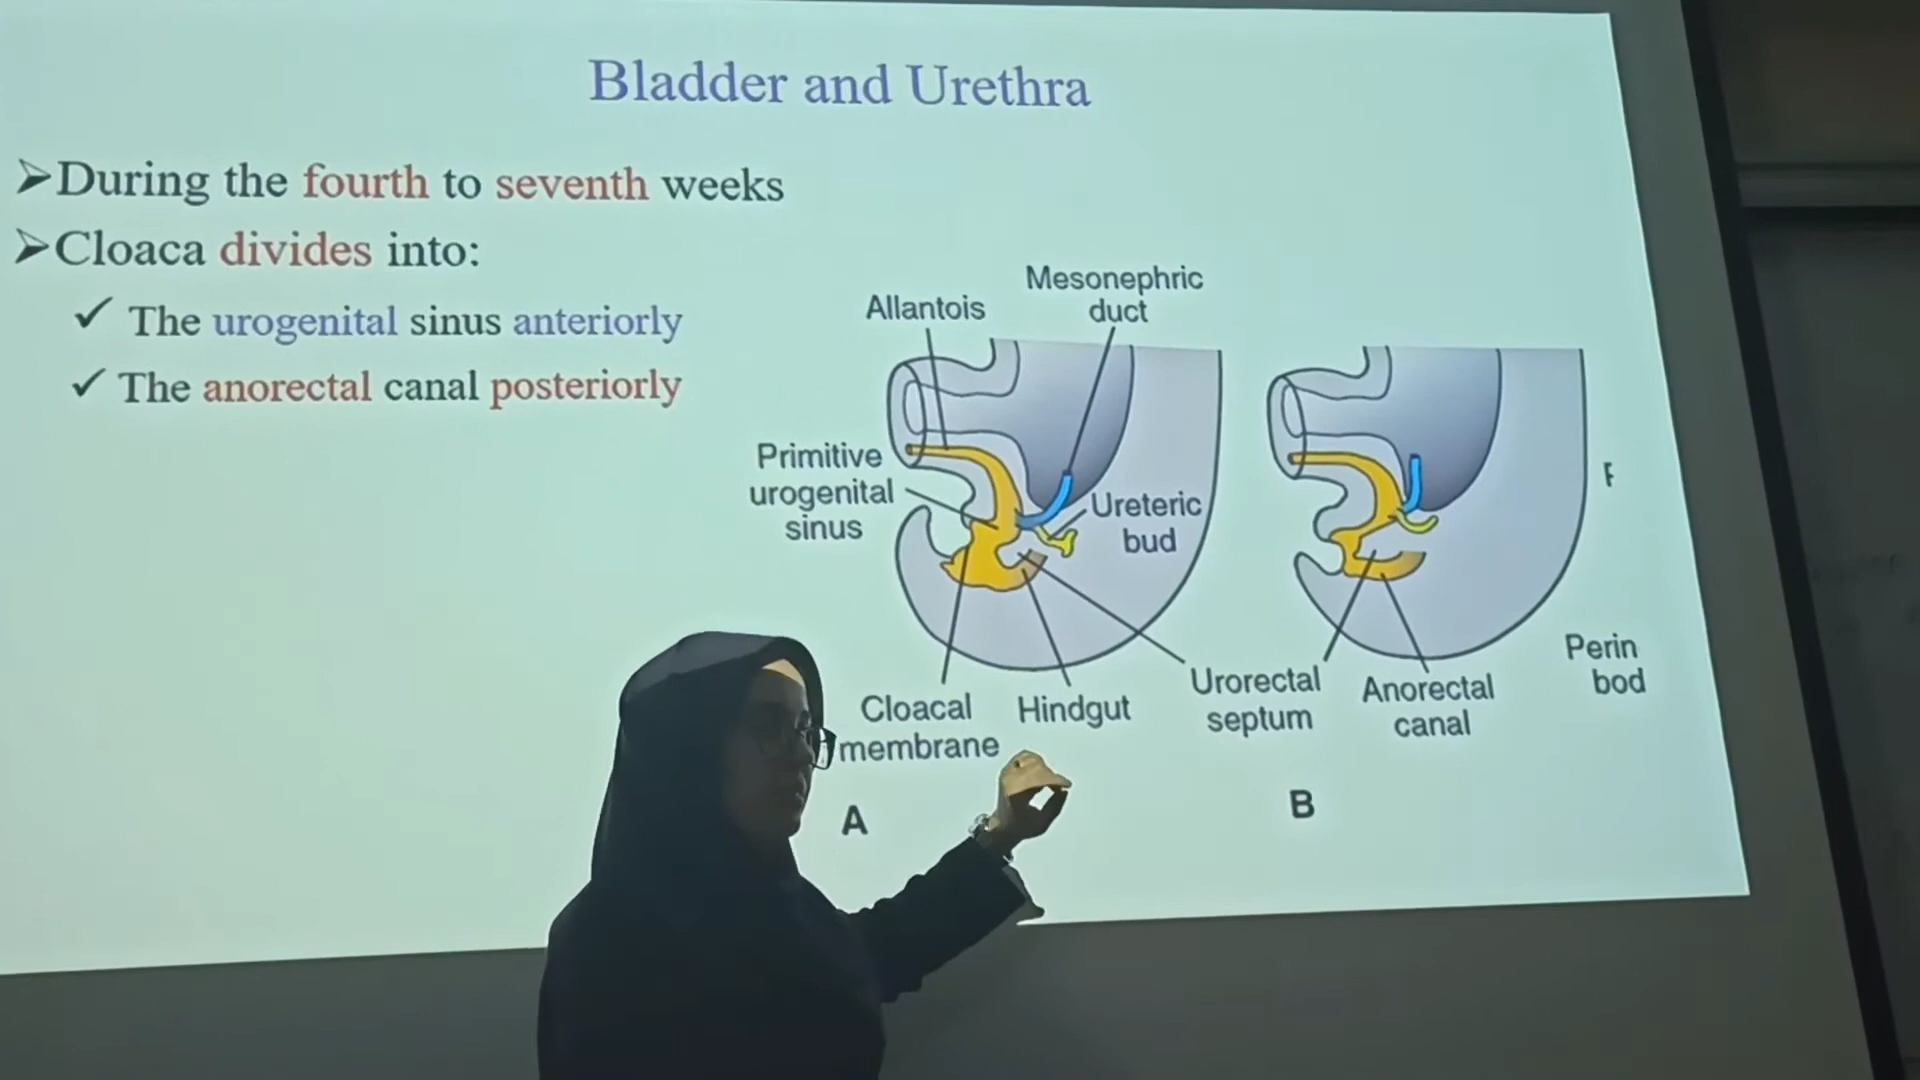 Bladder and Urethra
➢During the fourth to seventh weeks
➢Cloaca divides into:
✓ The urogenital sinus anteriorly
✓ The anorectal canal posteriorly
Allantois
Mesonephric
duct
Primitive
urogenital
sinus
Ureteric
bud
Cloacal
membrane
Hindgut
Urorectal
septum
Anorectal
canal
Perin
bod
A
B